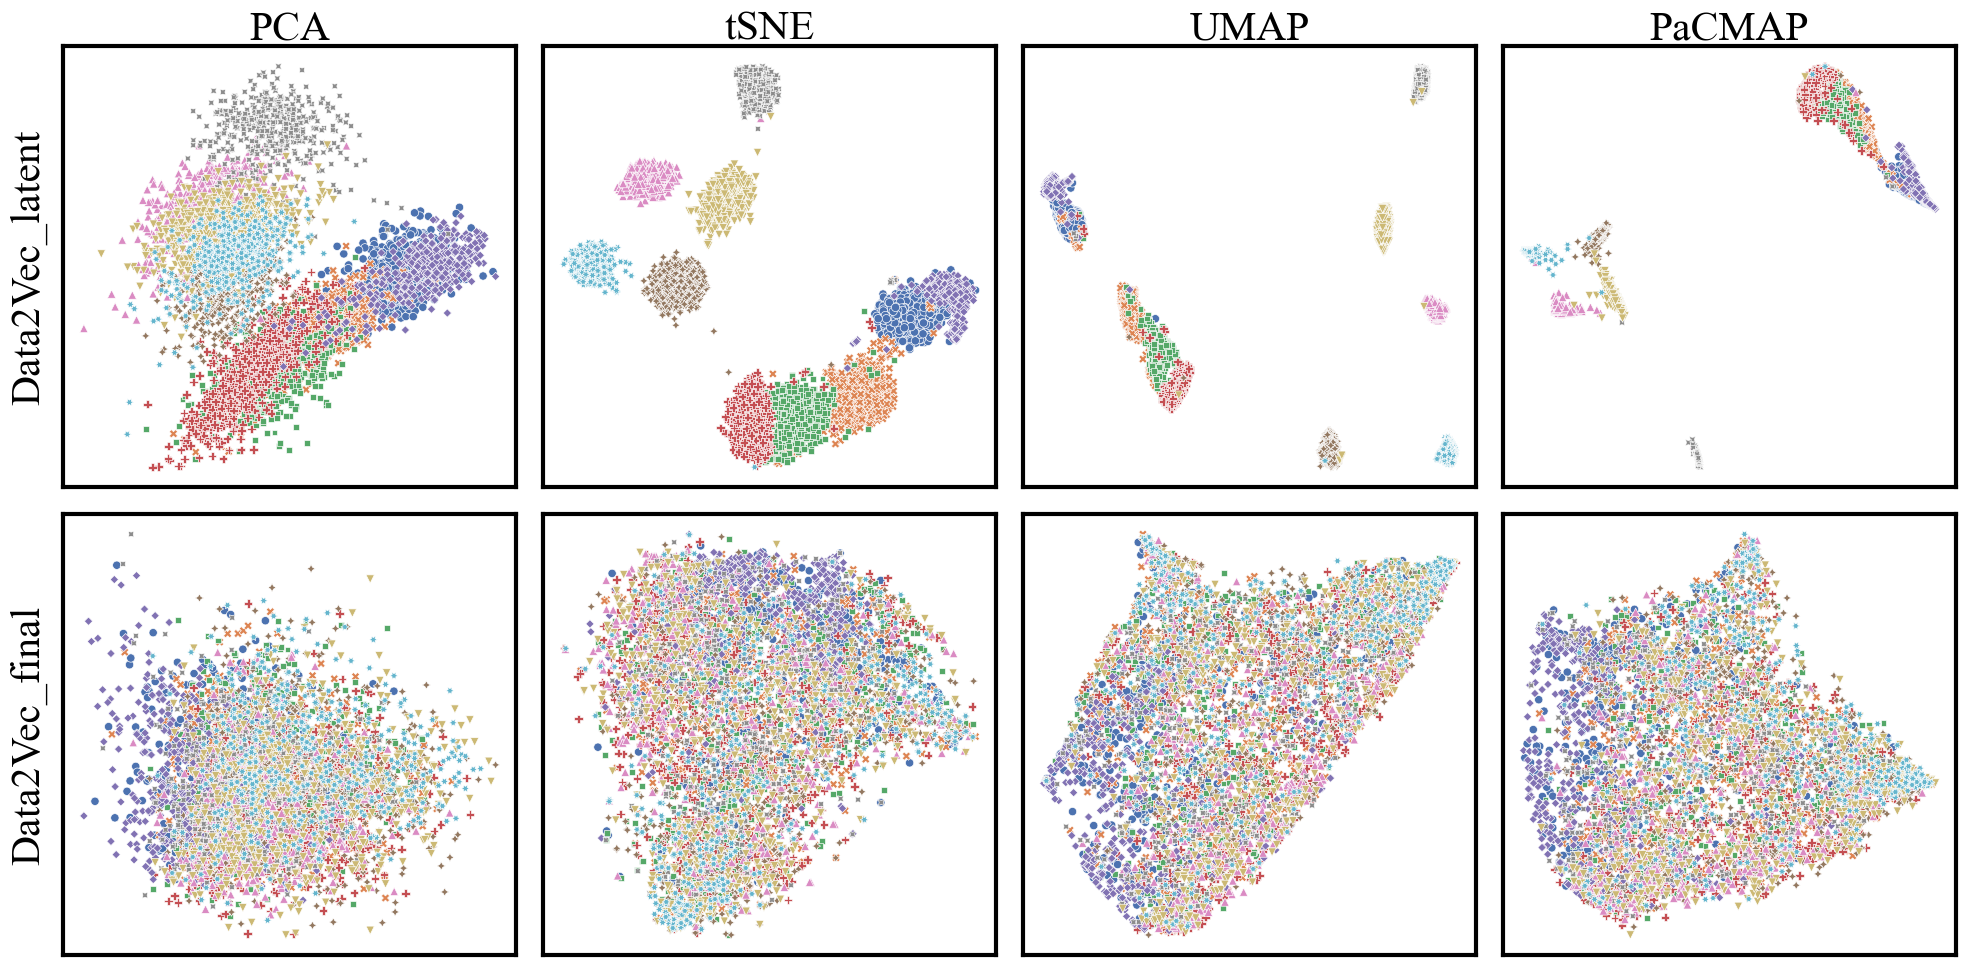 PCA
tSNE
UMAP
PaCMAP
Data2Vec_latent
Data2Vec_final